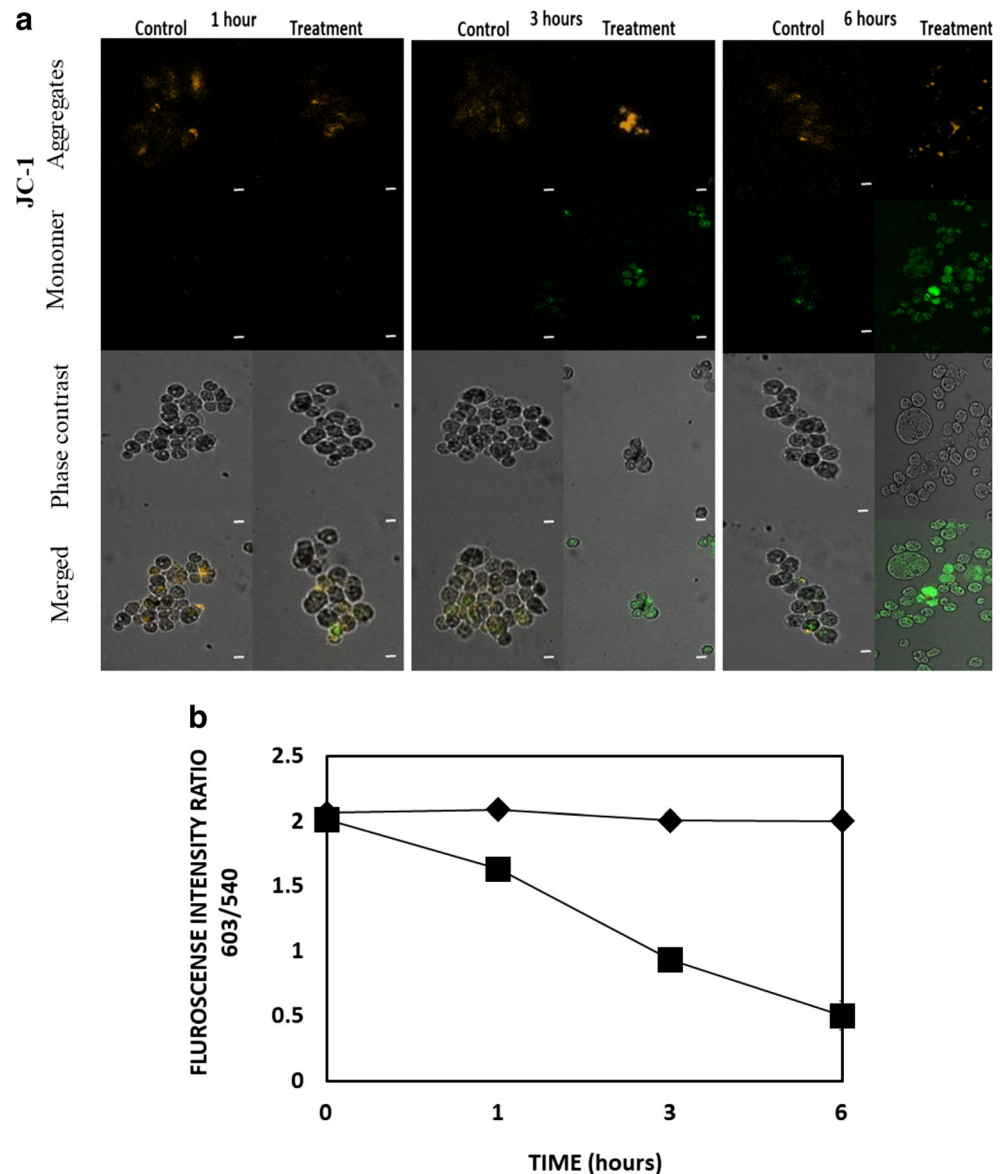 a
1 hour 3 hours 6 hours
Control Treatment Control Treatment Control Treatment
JC-1
Aggregates
Monomer
Phase contrast
Merged
b
FLUROSCENSE INTENSITY RATIO
603/540
2.5
2
1.5
1
0.5
0
0 1 3 6
TIME (hours)